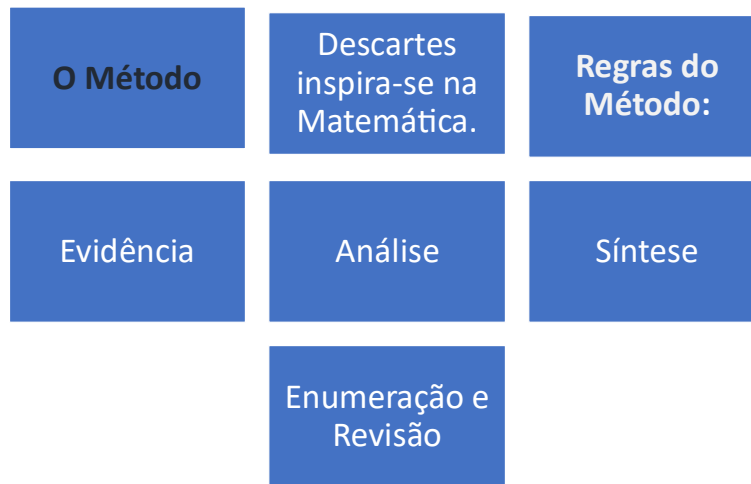 O Método
Descartes
inspira-se na
Matemática.
Regras do
Método:
Evidência
Análise
Síntese
Enumeração e
Revisão